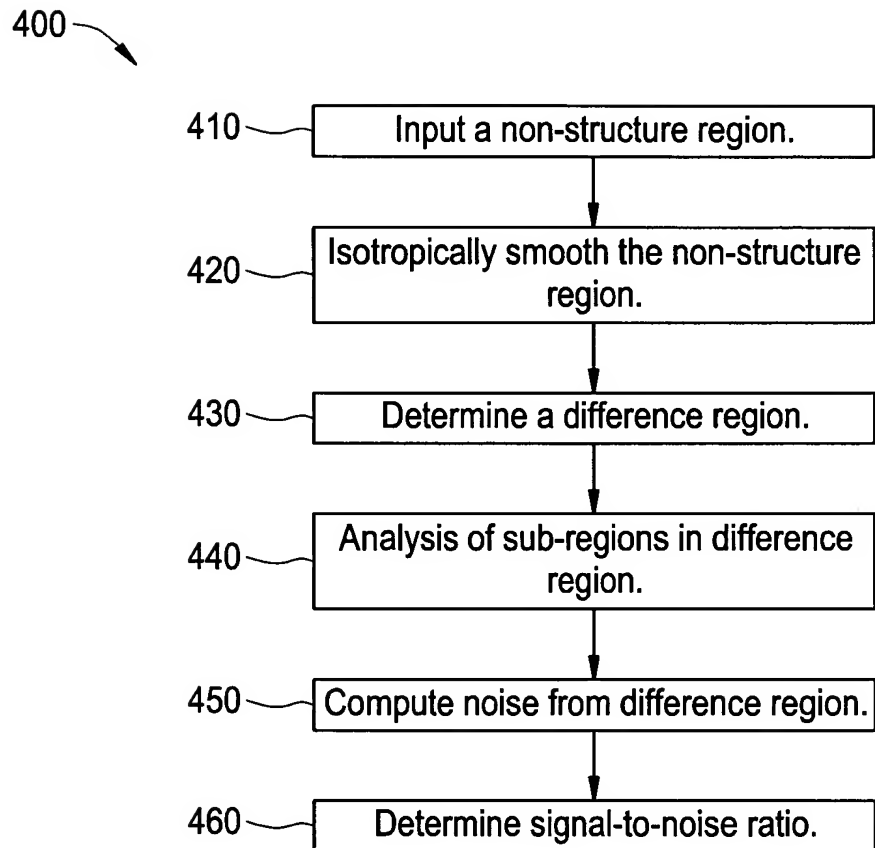 400
410 Input a non-structure region.
420 Isotropically smooth the non-structure
region.
430 Determine a difference region.
440 Analysis of sub-regions in difference
region.
450 Compute noise from difference region.
460 Determine signal-to-noise ratio.